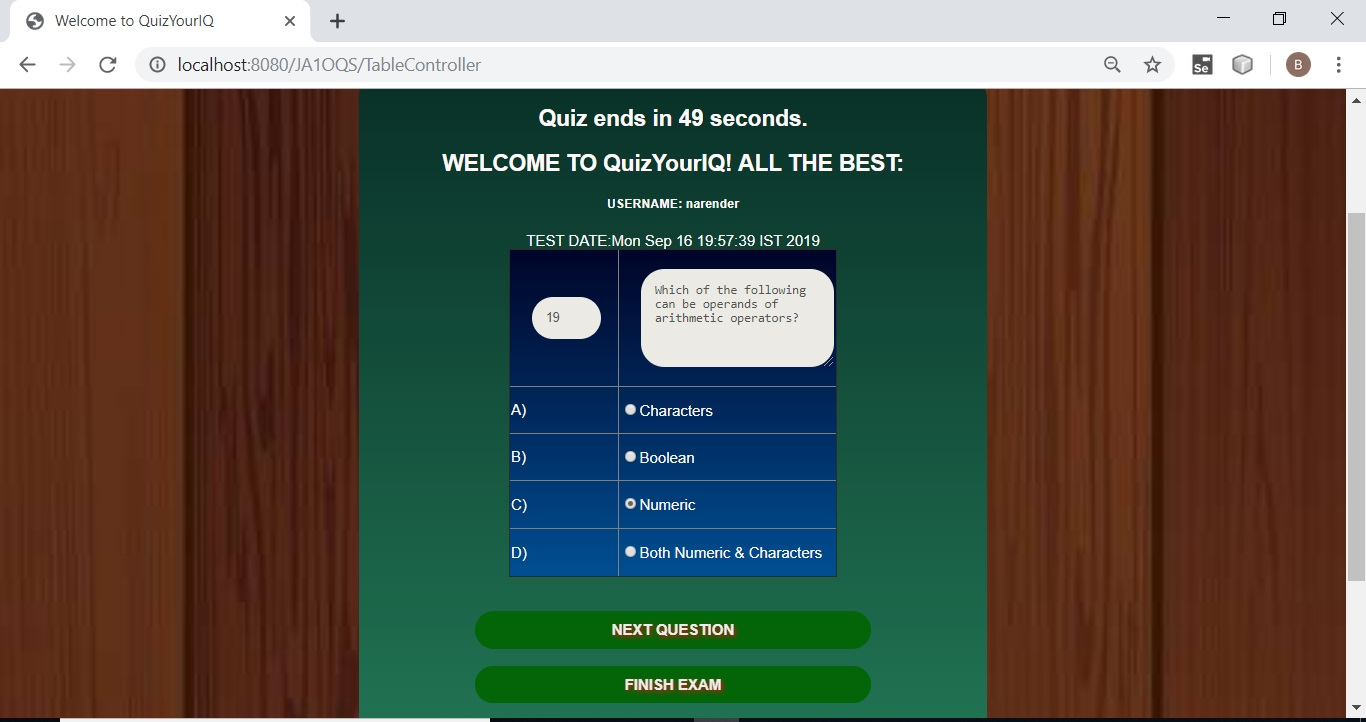 Welcome to QuizYourIQ
localhost:8080/JA1OQS/TableController
Se
B
Quiz ends in 49 seconds.
WELCOME TO QuizYourIQ! ALL THE BEST:
USERNAME: narender
TEST DATE:Mon Sep 16 19:57:39 IST 2019
19
Which of the following
can be operands of
arithmetic operators?
A) Characters
B) Boolean
C) Numeric
D) Both Numeric & Characters
NEXT QUESTION
FINISH EXAM